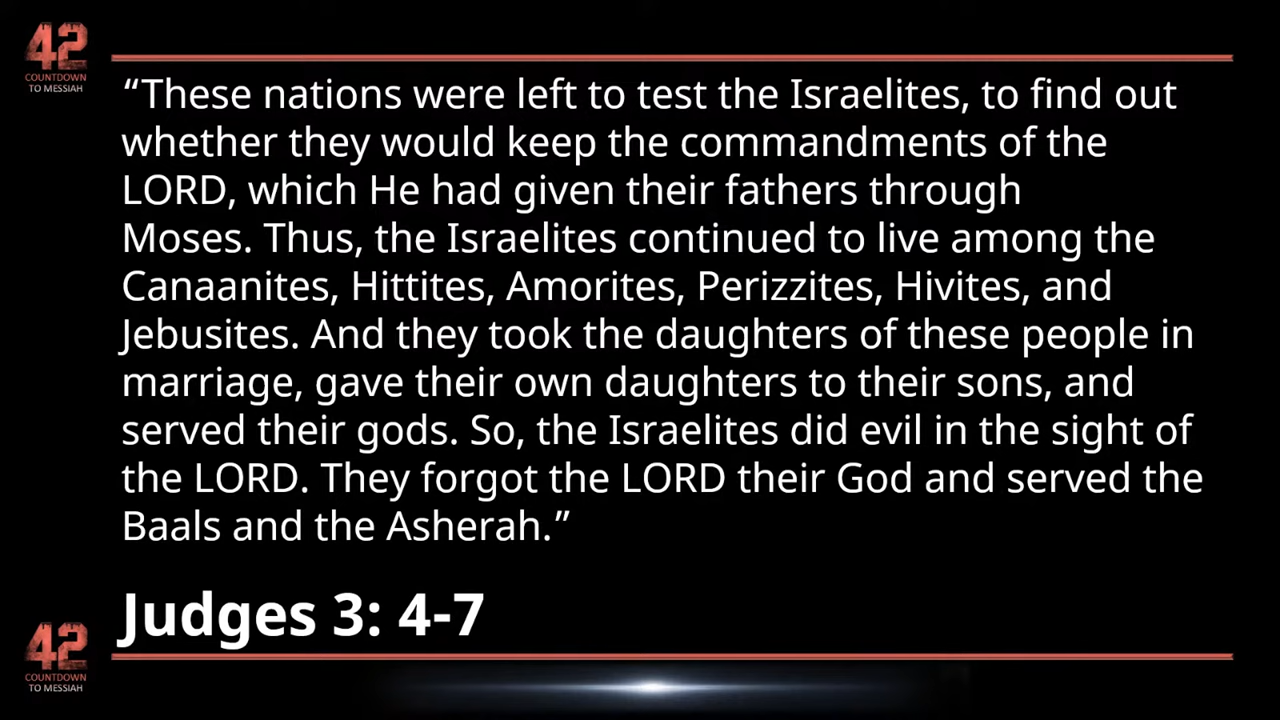 42
COUNTDOWN
TO MESSIAH
“These nations were left to test the Israelites, to find out
whether they would keep the commandments of the
LORD, which He had given their fathers through
Moses. Thus, the Israelites continued to live among the
Canaanites, Hittites, Amorites, Perizzites, Hivites, and
Jebusites. And they took the daughters of these people in
marriage, gave their own daughters to their sons, and
served their gods. So, the Israelites did evil in the sight of
the LORD. They forgot the LORD their God and served the
Baals and the Asherah.”
Judges 3: 4-7
42
COUNTDOWN
TO MESSIAH